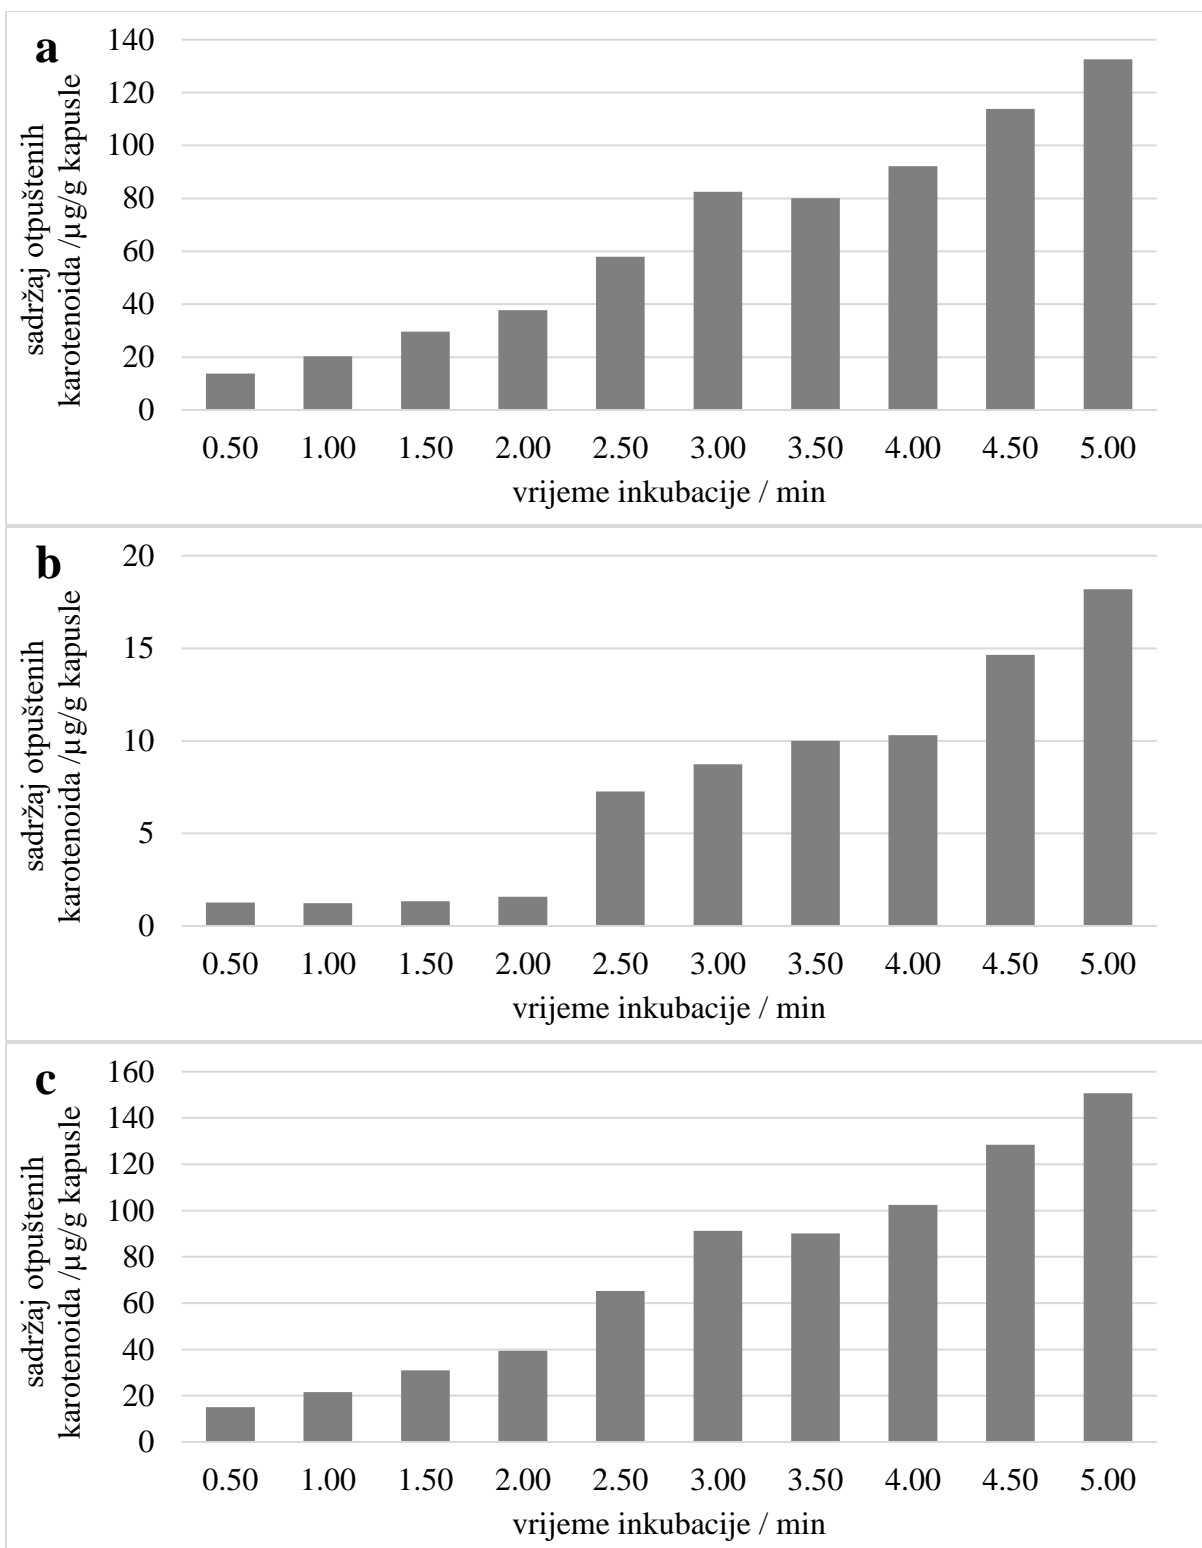 a
sadržaj otpuštenih
karotenoida /µg/g kapusle
140
120
100
80
60
40
20
0
0.50 1.00 1.50 2.00 2.50 3.00 3.50 4.00 4.50 5.00
vrijeme inkubacije / min
b
sadržaj otpuštenih
karotenoida /µg/g kapusle
20
15
10
5
0
0.50 1.00 1.50 2.00 2.50 3.00 3.50 4.00 4.50 5.00
vrijeme inkubacije / min
c
sadržaj otpuštenih
karotenoida /µg/g kapusle
160
140
120
100
80
60
40
20
0
0.50 1.00 1.50 2.00 2.50 3.00 3.50 4.00 4.50 5.00
vrijeme inkubacije / min